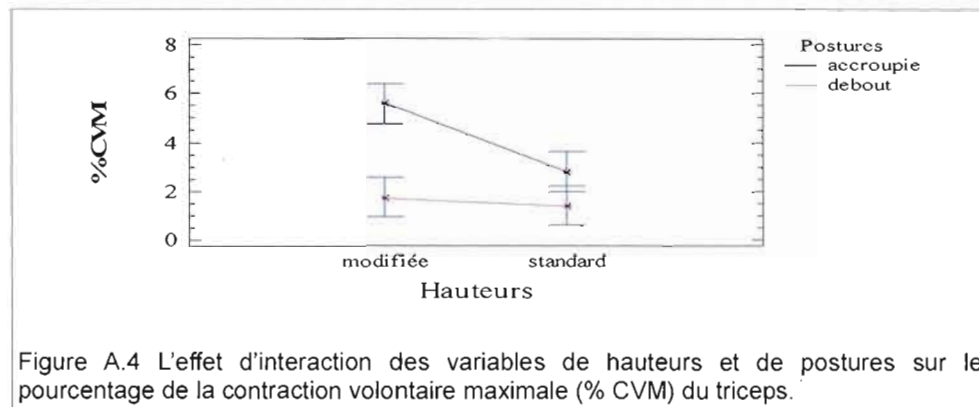 8
6
4
2
0
%CVM
Postures
accroupie
debout
modifiée standard
Hauteurs
Figure A.4 L'effet d'interaction des variables de hauteurs et de postures sur le
pourcentage de la contraction volontaire maximale (% CVM) du triceps.